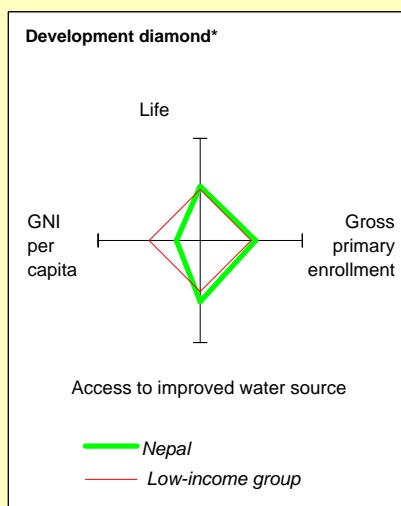 Development diamond*
Life
GNI
per
capita
Gross
primary
enrollment
Access to improved water source
Nepal
Low-income group